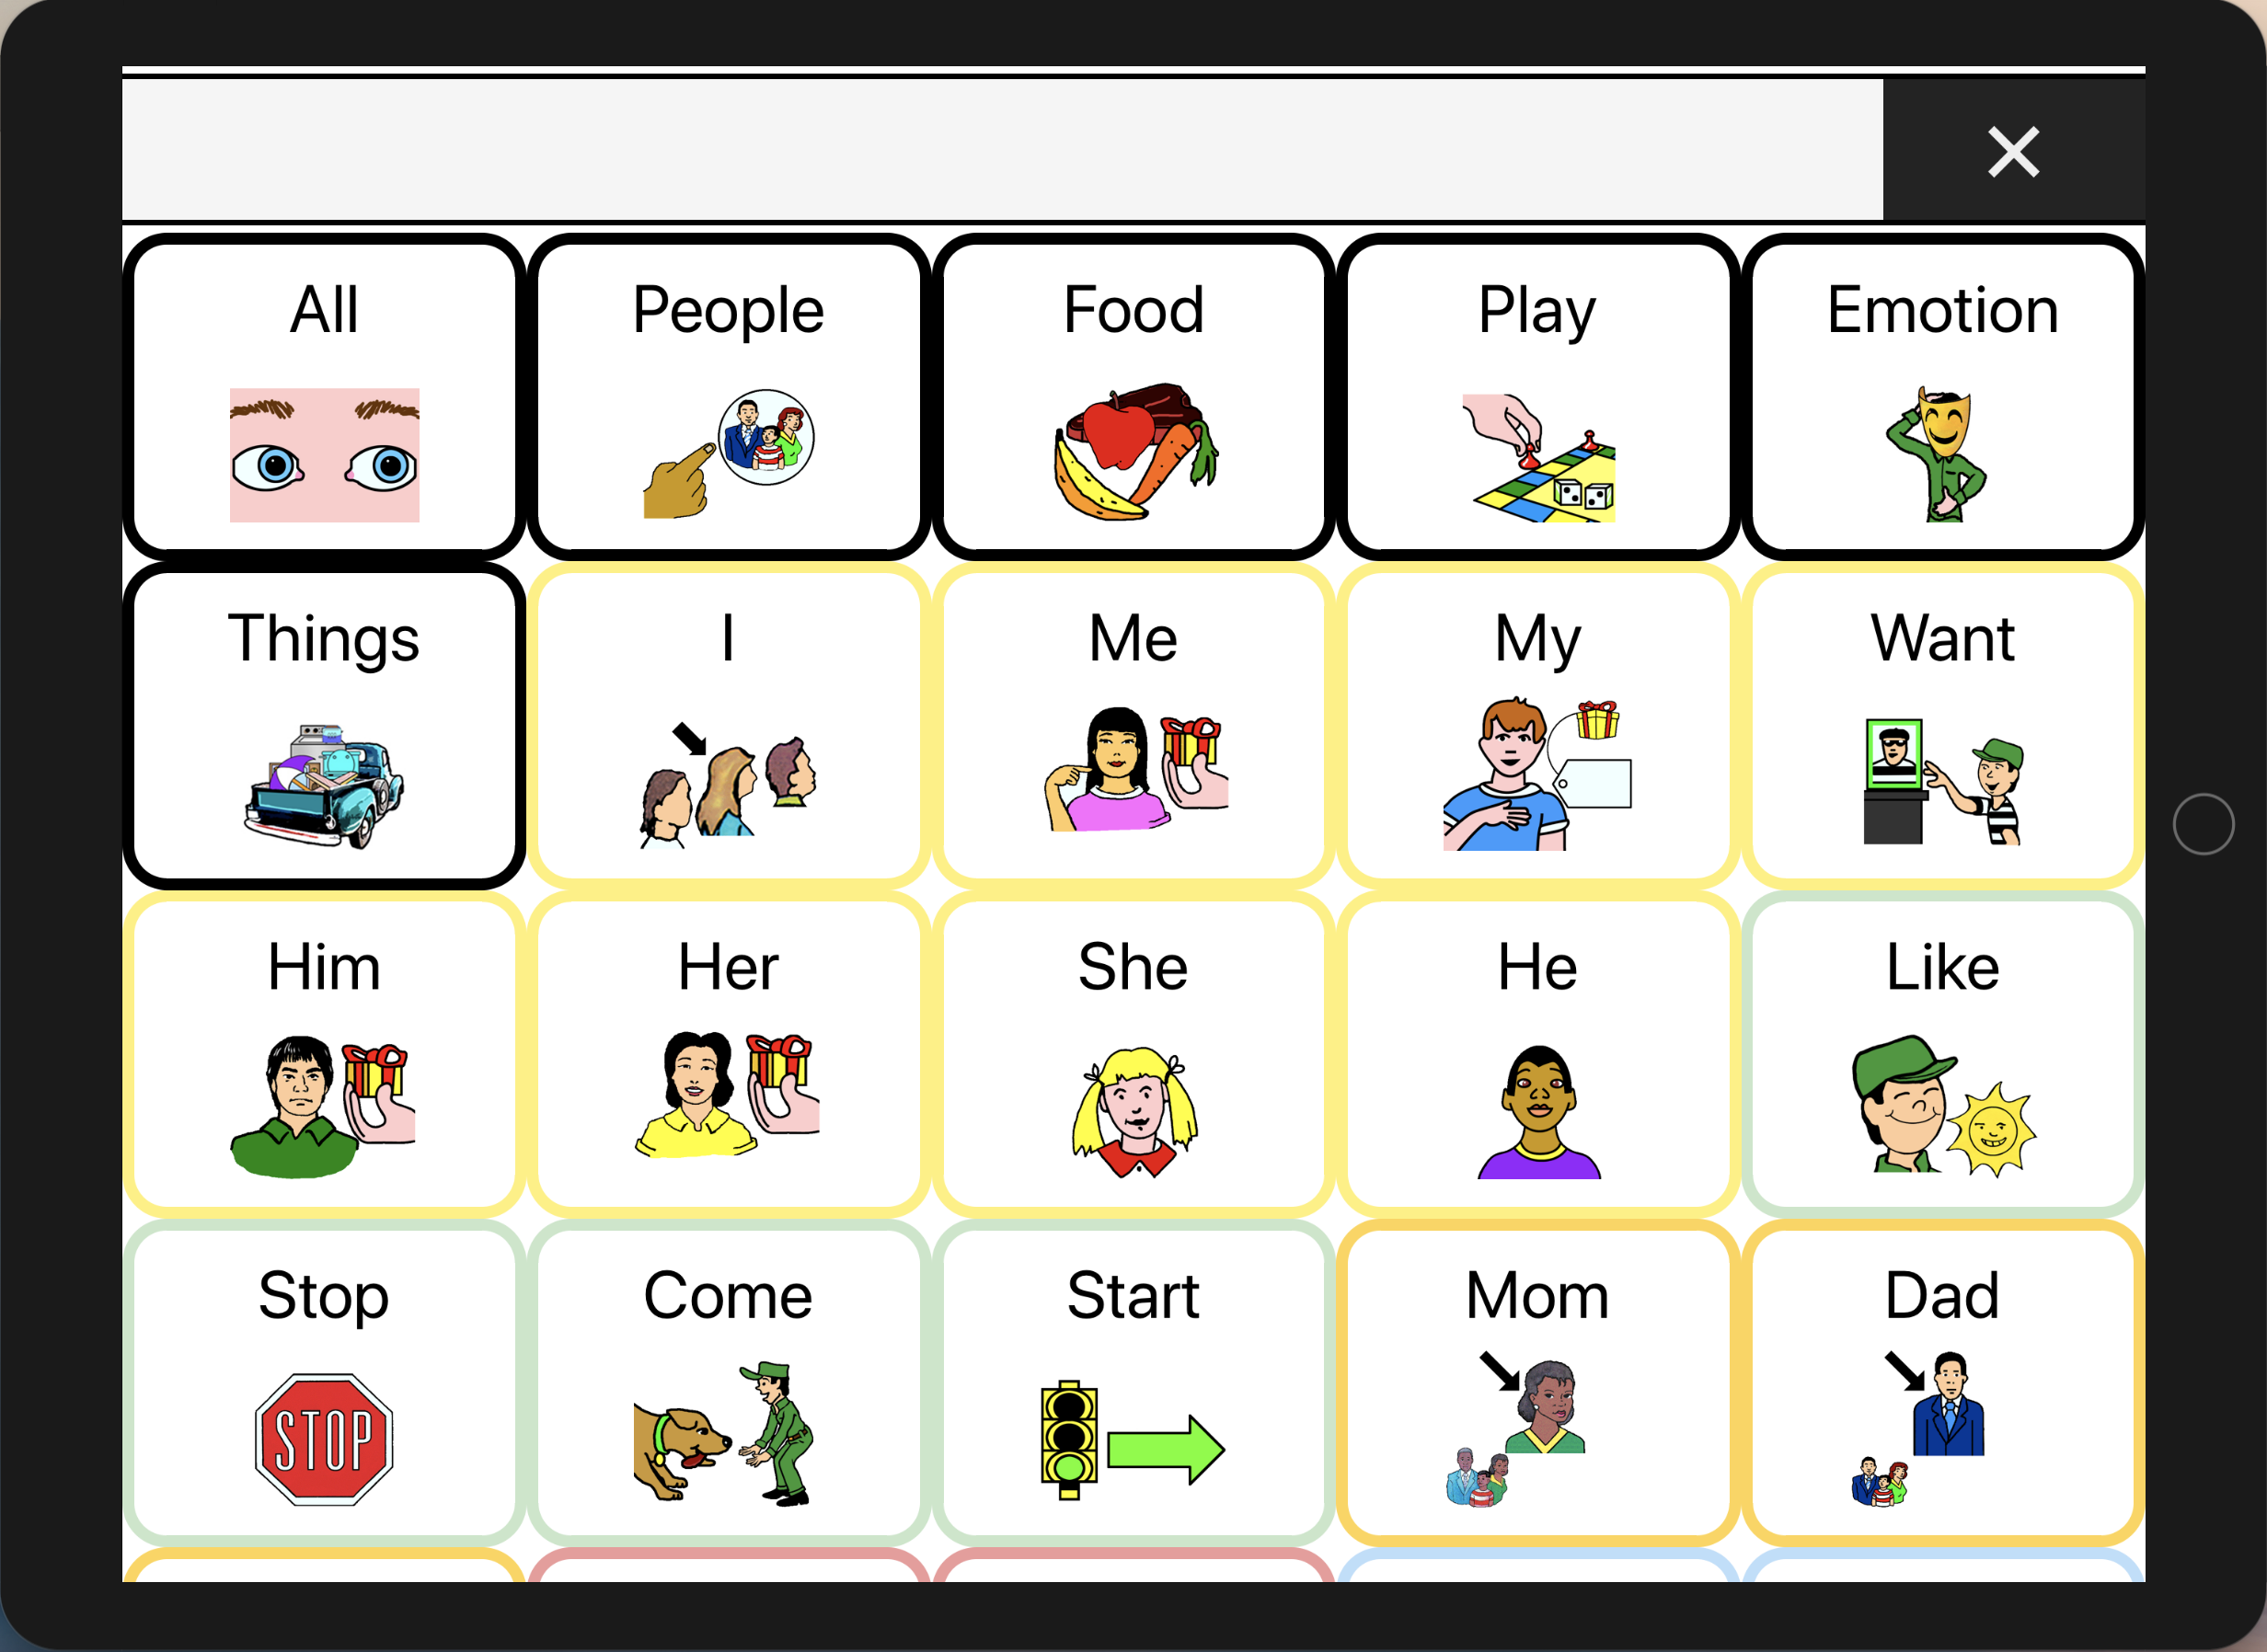 All
People
Food
Play
Emotion
Things
I
Me
My
Want
Him
Her
She
He
Like
Stop
STOP
Come
Start
Mom
Dad